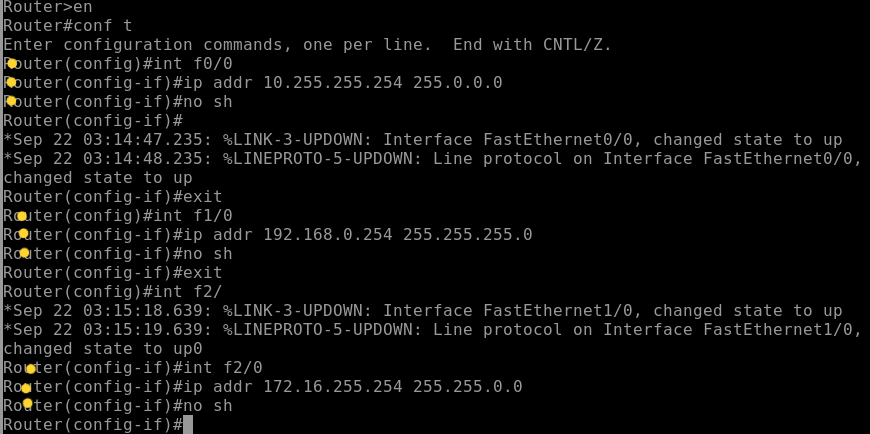 Router>en
Router#conf t
Enter configuration commands, one per line.  End with CNTL/Z.
Router(config)#int f0/0
Router(config-if)#ip addr 10.255.255.254 255.0.0.0
Router(config-if)#no sh
Router(config-if)#
*Sep 22 03:14:47.235: %LINK-3-UPDOWN: Interface FastEthernet0/0, changed state to up
*Sep 22 03:14:48.235: %LINEPROTO-5-UPDOWN: Line protocol on Interface FastEthernet0/0,
changed state to up
Router(config-if)#exit
Router(config)#int f1/0
Router(config-if)#ip addr 192.168.0.254 255.255.255.0
Router(config-if)#no sh
Router(config-if)#exit
Router(config)#int f2/
*Sep 22 03:15:18.639: %LINK-3-UPDOWN: Interface FastEthernet1/0, changed state to up
*Sep 22 03:15:19.639: %LINEPROTO-5-UPDOWN: Line protocol on Interface FastEthernet1/0,
changed state to up0
Router(config-if)#int f2/0
Router(config-if)#ip addr 172.16.255.254 255.255.0.0
Router(config-if)#no sh
Router(config-if)#